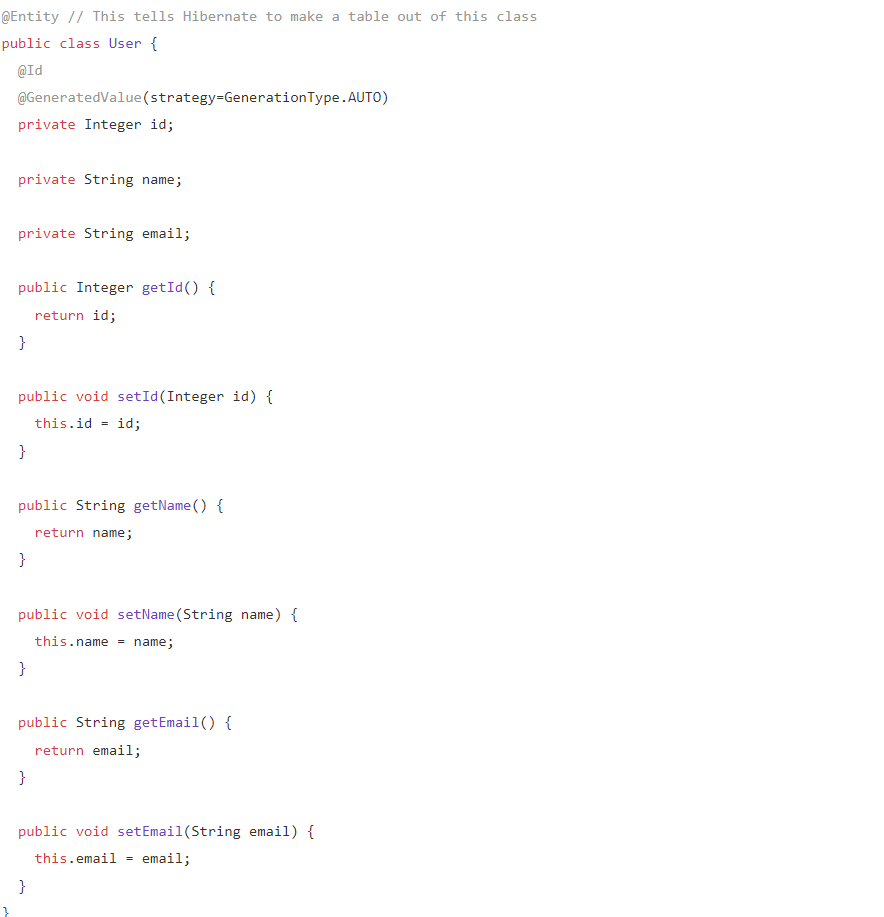 @Entity // This tells Hibernate to make a table out of this class
public class User {
  @Id
  @GeneratedValue(strategy=GenerationType.AUTO)
  private Integer id;

  private String name;

  private String email;

  public Integer getId() {
    return id;
  }

  public void setId(Integer id) {
    this.id = id;
  }

  public String getName() {
    return name;
  }

  public void setName(String name) {
    this.name = name;
  }

  public String getEmail() {
    return email;
  }

  public void setEmail(String email) {
    this.email = email;
  }
}